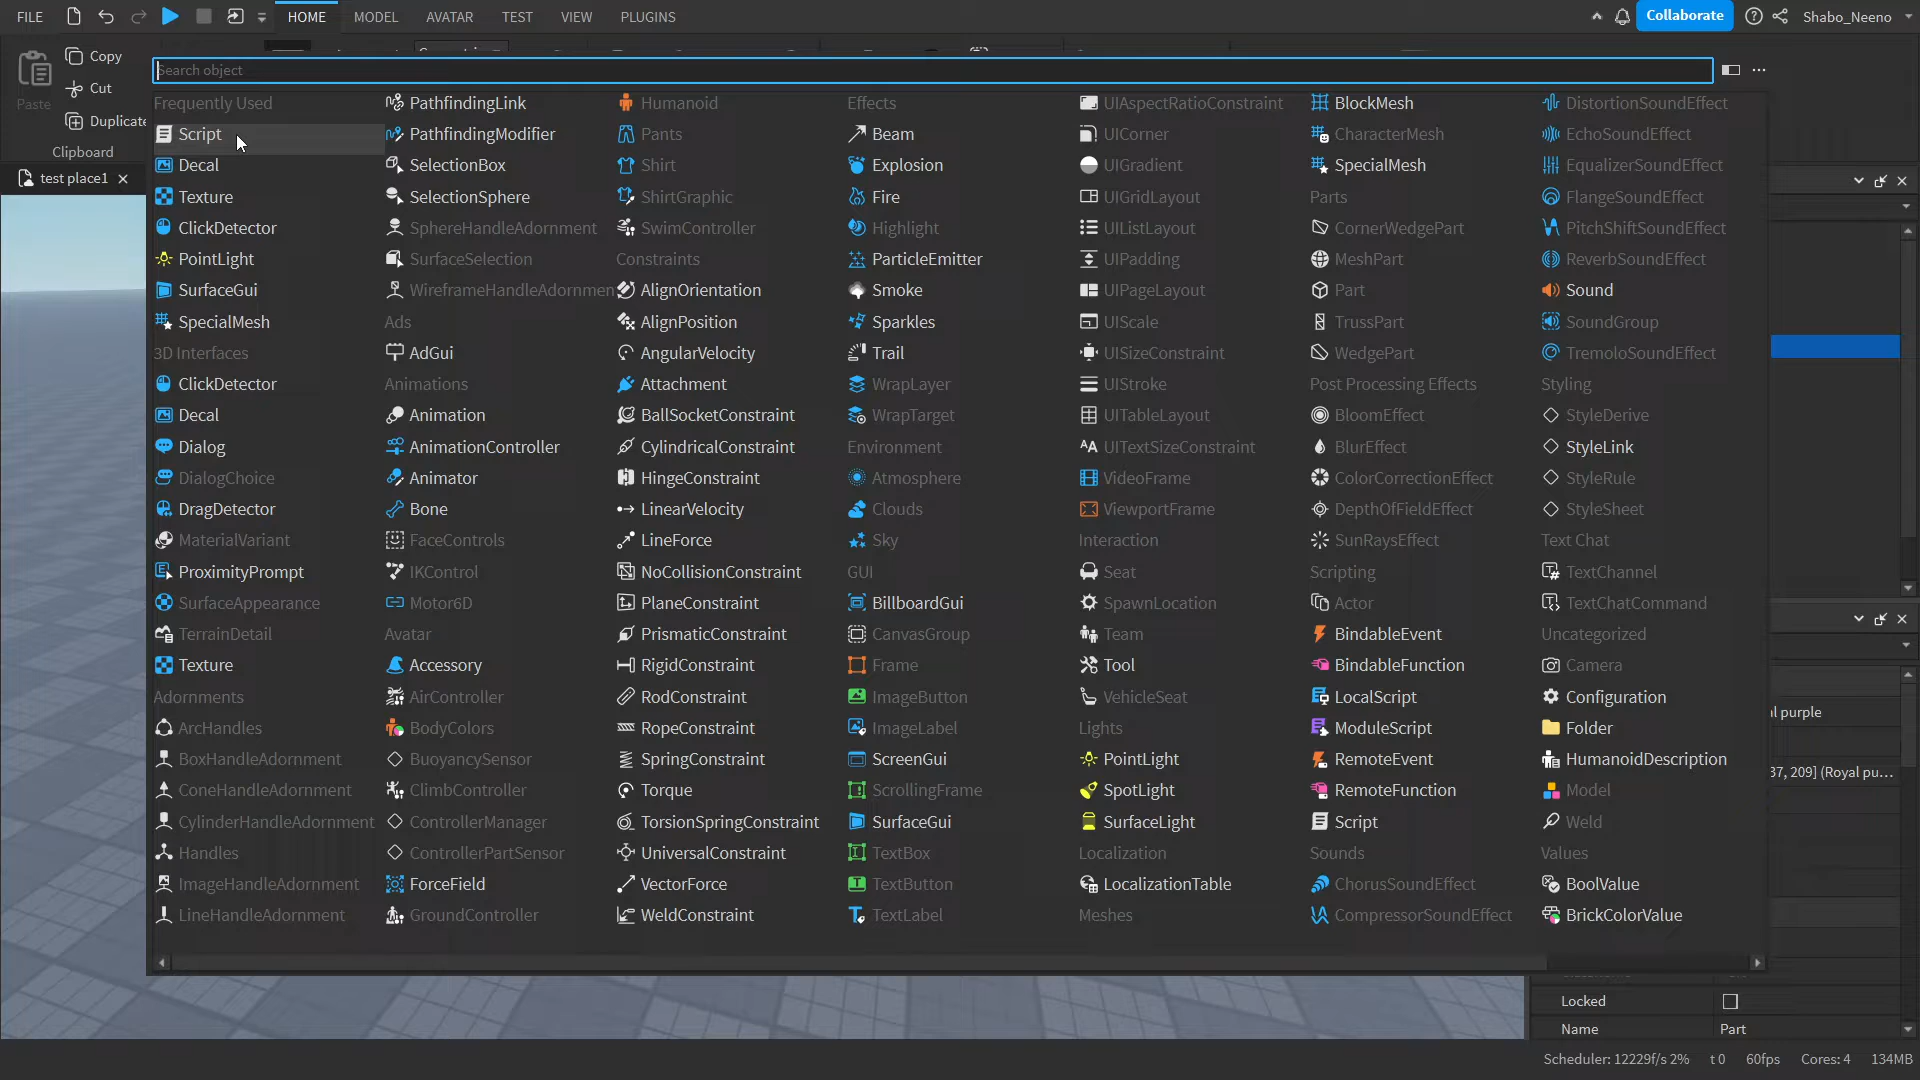 FILE
HOME
MODEL
AVATAR
TEST
VIEW
PLUGINS
Collaborate
Shabo_Neeno
Paste
Copy
Cut
Duplicate
Clipboard
test place1
Search object
Frequently Used
Script
Decal
Texture
ClickDetector
PointLight
SurfaceGui
SpecialMesh
3D Interfaces
ClickDetector
Decal
Dialog
DialogChoice
DragDetector
MaterialVariant
ProximityPrompt
SurfaceAppearance
TerrainDetail
Texture
Adornments
ArcHandles
BoxHandleAdornment
ConeHandleAdornment
CylinderHandleAdornment
Handles
ImageHandleAdornment
LineHandleAdornment
PathfindingLink
PathfindingModifier
SelectionBox
SelectionSphere
SphereHandleAdornment
SurfaceSelection
WireframeHandleAdornmen
Ads
AdGui
Animations
Animation
AnimationController
Animator
Bone
FaceControls
IKControl
Motor6D
Avatar
Accessory
AirController
BodyColors
BuoyancySensor
ClimbController
ControllerManager
ControllerPartSensor
ForceField
GroundController
Humanoid
Pants
Shirt
ShirtGraphic
SwimController
Constraints
AlignOrientation
AlignPosition
AngularVelocity
Attachment
BallSocketConstraint
CylindricalConstraint
HingeConstraint
LinearVelocity
LineForce
NoCollisionConstraint
PlaneConstraint
PrismaticConstraint
RigidConstraint
RodConstraint
RopeConstraint
SpringConstraint
Torque
TorsionSpringConstraint
UniversalConstraint
VectorForce
WeldConstraint
Effects
Beam
Explosion
Fire
Highlight
ParticleEmitter
Smoke
Sparkles
Trail
WrapLayer
WrapTarget
Environment
Atmosphere
Clouds
Sky
GUI
BillboardGui
CanvasGroup
Frame
ImageButton
ImageLabel
ScreenGui
ScrollingFrame
SurfaceGui
TextBox
TextButton
TextLabel
UIAspectRatioConstraint
UICorner
UIGradient
UIGridLayout
UIListLayout
UIPadding
UIPageLayout
UIScale
UISizeConstraint
UIStroke
UITableLayout
UITextSizeConstraint
VideoFrame
ViewportFrame
Interaction
Seat
SpawnLocation
Team
Tool
VehicleSeat
Lights
PointLight
SpotLight
SurfaceLight
Localization
LocalizationTable
Meshes
BlockMesh
CharacterMesh
SpecialMesh
Parts
CornerWedgePart
MeshPart
Part
TrussPart
WedgePart
Post Processing Effects
BloomEffect
BlurEffect
ColorCorrectionEffect
DepthOfFieldEffect
SunRaysEffect
Scripting
Actor
BindableEvent
BindableFunction
LocalScript
ModuleScript
RemoteEvent
RemoteFunction
Script
Sounds
ChorusSoundEffect
CompressorSoundEffect
DistortionSoundEffect
EchoSoundEffect
EqualizerSoundEffect
FlangeSoundEffect
PitchShiftSoundEffect
ReverbSoundEffect
Sound
SoundGroup
TremoloSoundEffect
Styling
StyleDerive
StyleLink
StyleRule
StyleSheet
Text Chat
TextChannel
TextChatCommand
Uncategorized
Camera
Configuration
Folder
HumanoidDescription
Model
Weld
Values
BoolValue
BrickColorValue
al purple
37, 209] (Royal pu...
Locked
Name
Part
Scheduler: 12229f/s 2%
t 0
60fps
Cores: 4
134MB